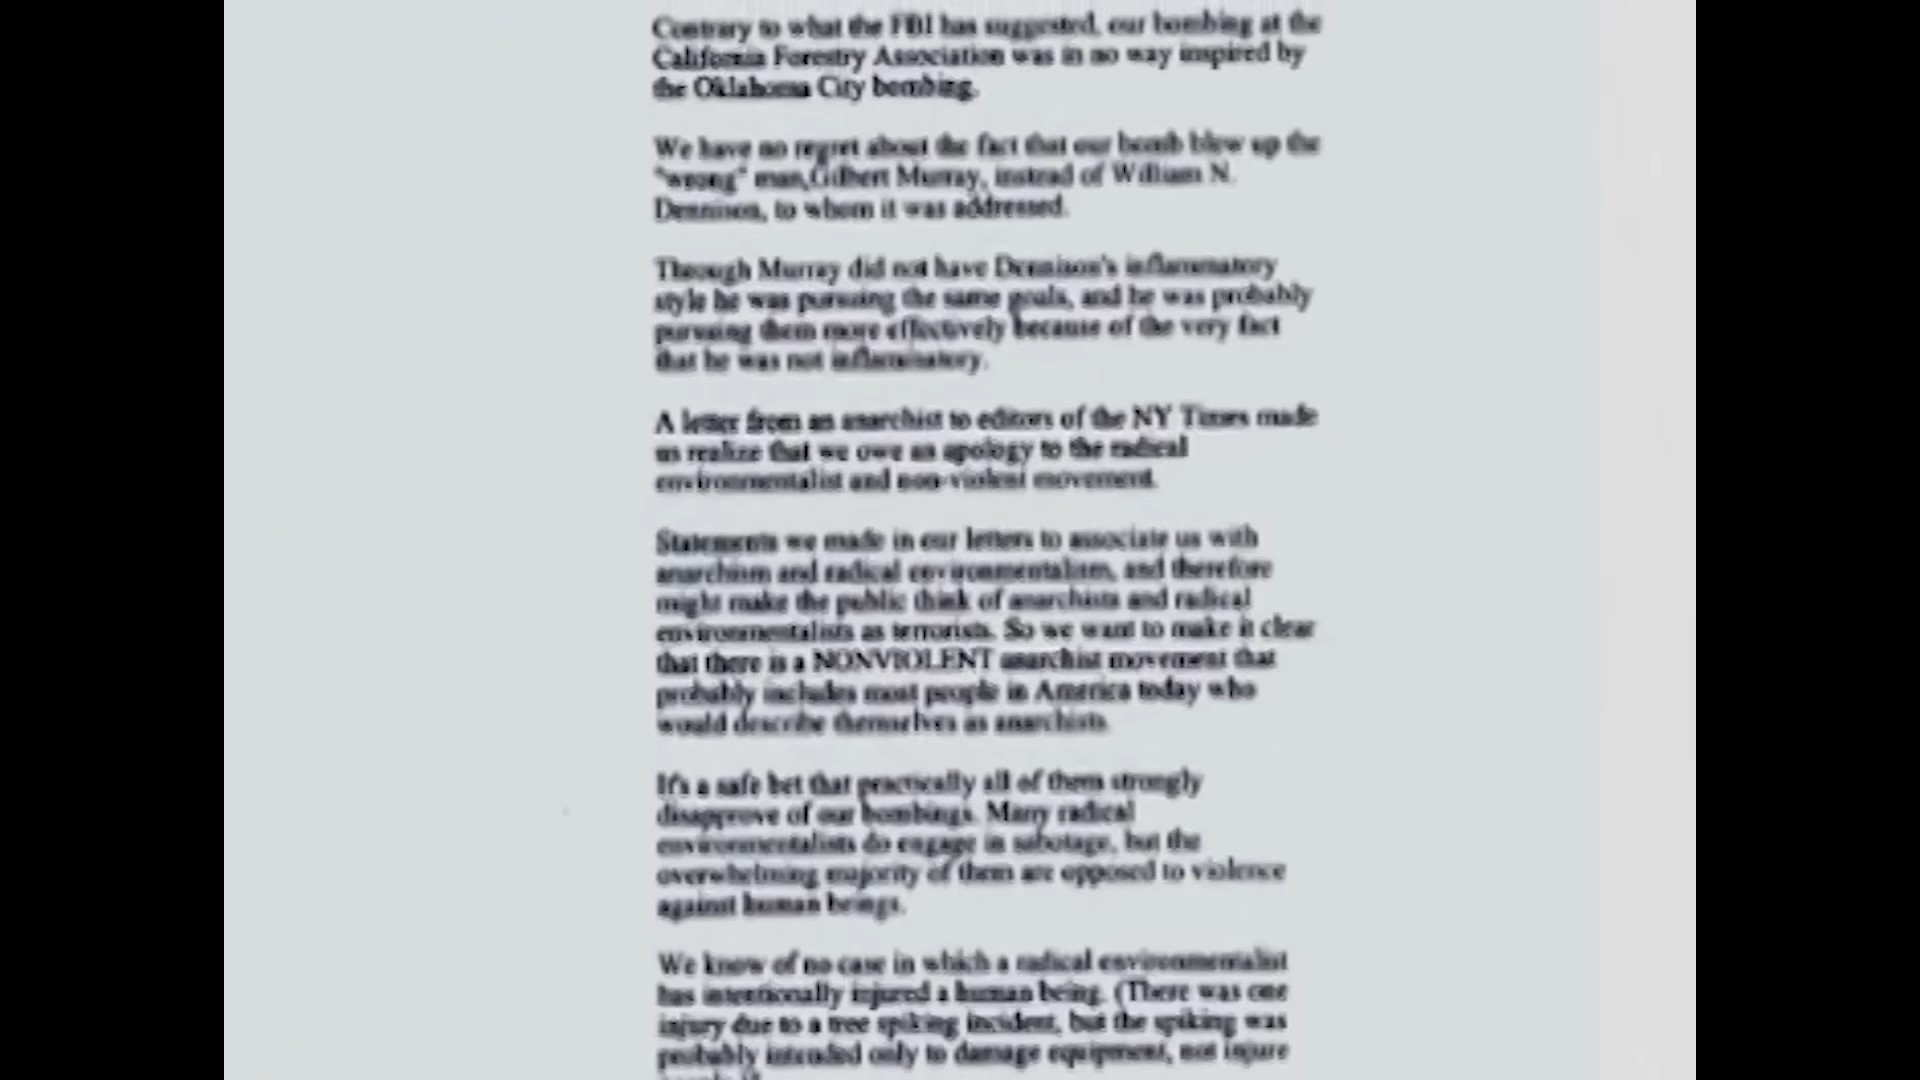 Contrary to what the FBI has suggested, our bombing at the
California Forestry Association was in no way inspired by
the Oklahoma City bombing.
We have no regret about the fact that our bomb blew up the
"wrong" man,Gilbert Murray, instead of William N.
Dennison, to whom it was addressed.
Through Murray did not have Dennison's inflammatory
style he was pursuing the same goals, and he was probably
pursuing them more effectively because of the very fact
that he was not inflammatory.
A letter from an anarchist to editors of the NY Times made
us realize that we owe an apology to the radical
environmentalist and non-violent movement.
Statements we made in our letters to associate us with
anarchism and radical environmentalism, and therefore
might make the public think of anarchists and radical
environmentalists as terrorists. So we want to make it clear
that there is a NONVIOLENT anarchist movement that
probably includes most people in America today who
would describe themselves as anarchists.
It's a safe bet that practically all of them strongly
disapprove of our bombings. Many radical
environmentalists do engage in sabotage, but the
overwhelming majority of them are opposed to violence
against human beings.
We know of no case in which a radical environmentalist
has intentionally injured a human being. (There was one
injury due to a tree spiking incident, but the spiking was
probably intended only to damage equipment, not injure